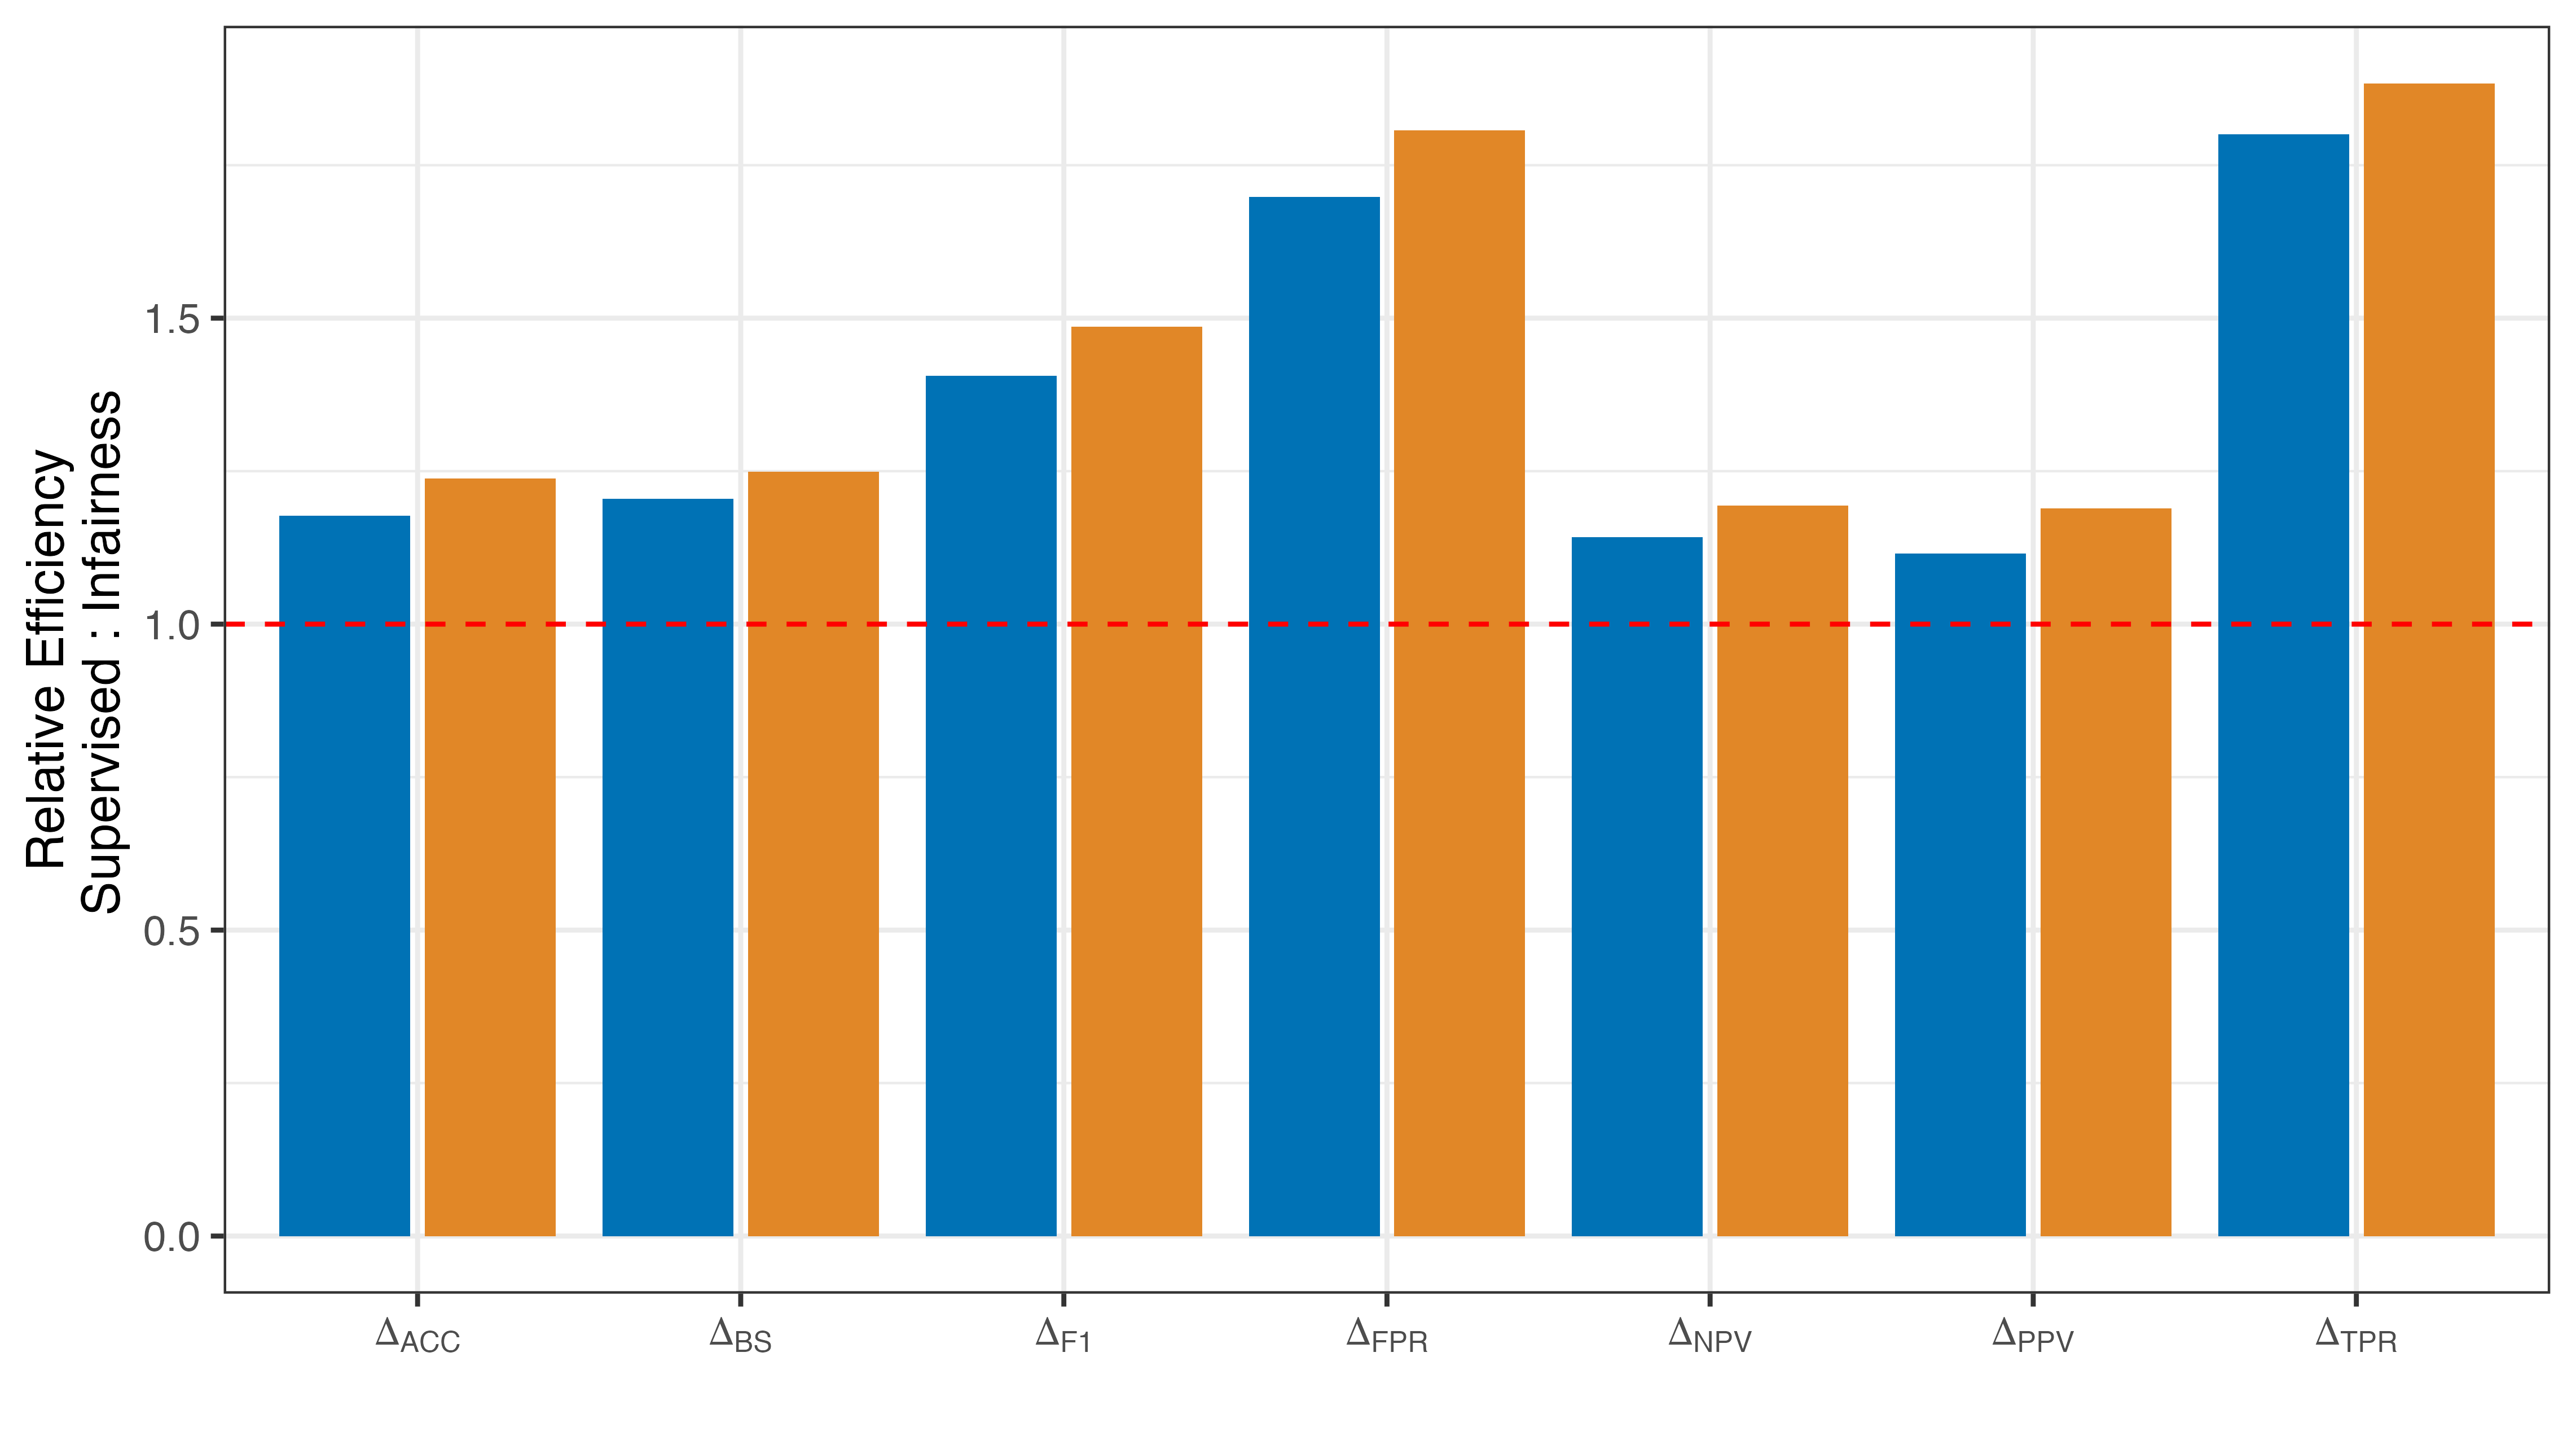 Relative Efficiency
Supervised : Infairness
1.5
1.0
0.5
0.0
ΔACC ΔBS ΔF1 ΔFPR ΔNPV ΔPPV ΔTPR